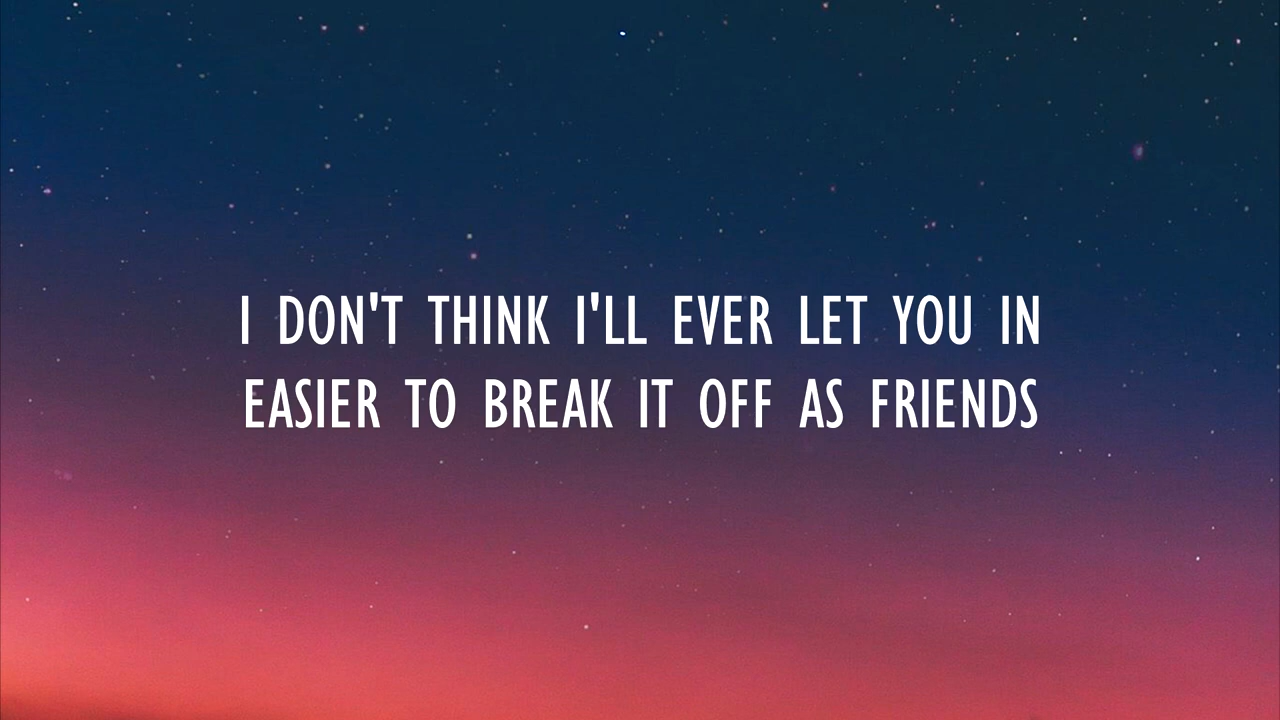 I DON'T THINK I'LL EVER LET YOU IN
EASIER TO BREAK IT OFF AS FRIENDS